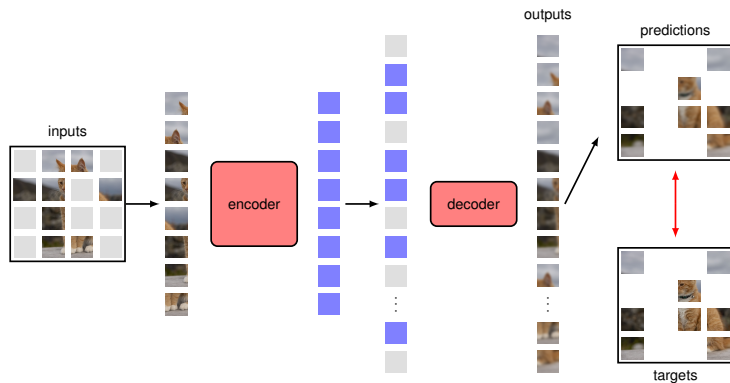 outputs
predictions
inputs
encoder
decoder
targets